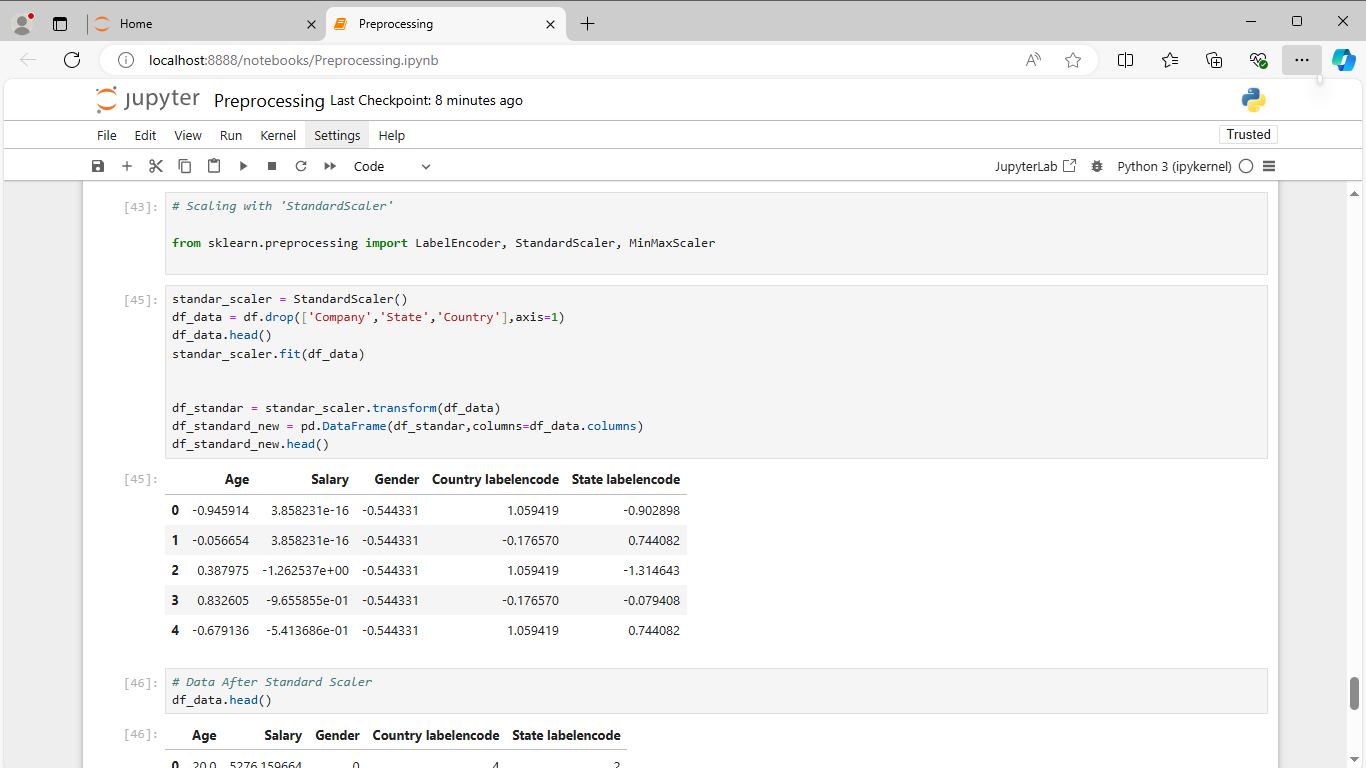 Home
Preprocessing
localhost:8888/notebooks/Preprocessing.ipynb
jupyter Preprocessing Last Checkpoint: 8 minutes ago
File Edit View Run Kernel Settings Help
Trusted
Code
JupyterLab
Python 3 (ipykernel)
[43]:
# Scaling with 'StandardScaler'
from sklearn.preprocessing import LabelEncoder, StandardScaler, MinMaxScaler
[45]:
standar_scaler = StandardScaler()
df_data = df.drop(['Company','State','Country'],axis=1)
df_data.head()
standar_scaler.fit(df_data)
df_standar = standar_scaler.transform(df_data)
df_standard_new = pd.DataFrame(df_standar,columns=df_data.columns)
df_standard_new.head()
[45]:
Age Salary Gender Country labelencode State labelencode
0 -0.945914 3.858231e-16 -0.544331 1.059419 -0.902898
1 -0.056654 3.858231e-16 -0.544331 -0.176570 0.744082
2 0.387975 -1.262537e+00 -0.544331 1.059419 -1.314643
3 0.832605 -9.655855e-01 -0.544331 -0.176570 -0.079408
4 -0.679136 -5.413686e-01 -0.544331 1.059419 0.744082
[46]:
# Data After Standard Scaler
df_data.head()
[46]:
Age Salary Gender Country labelencode State labelencode
0 20.0 5276.159664 0 4 2